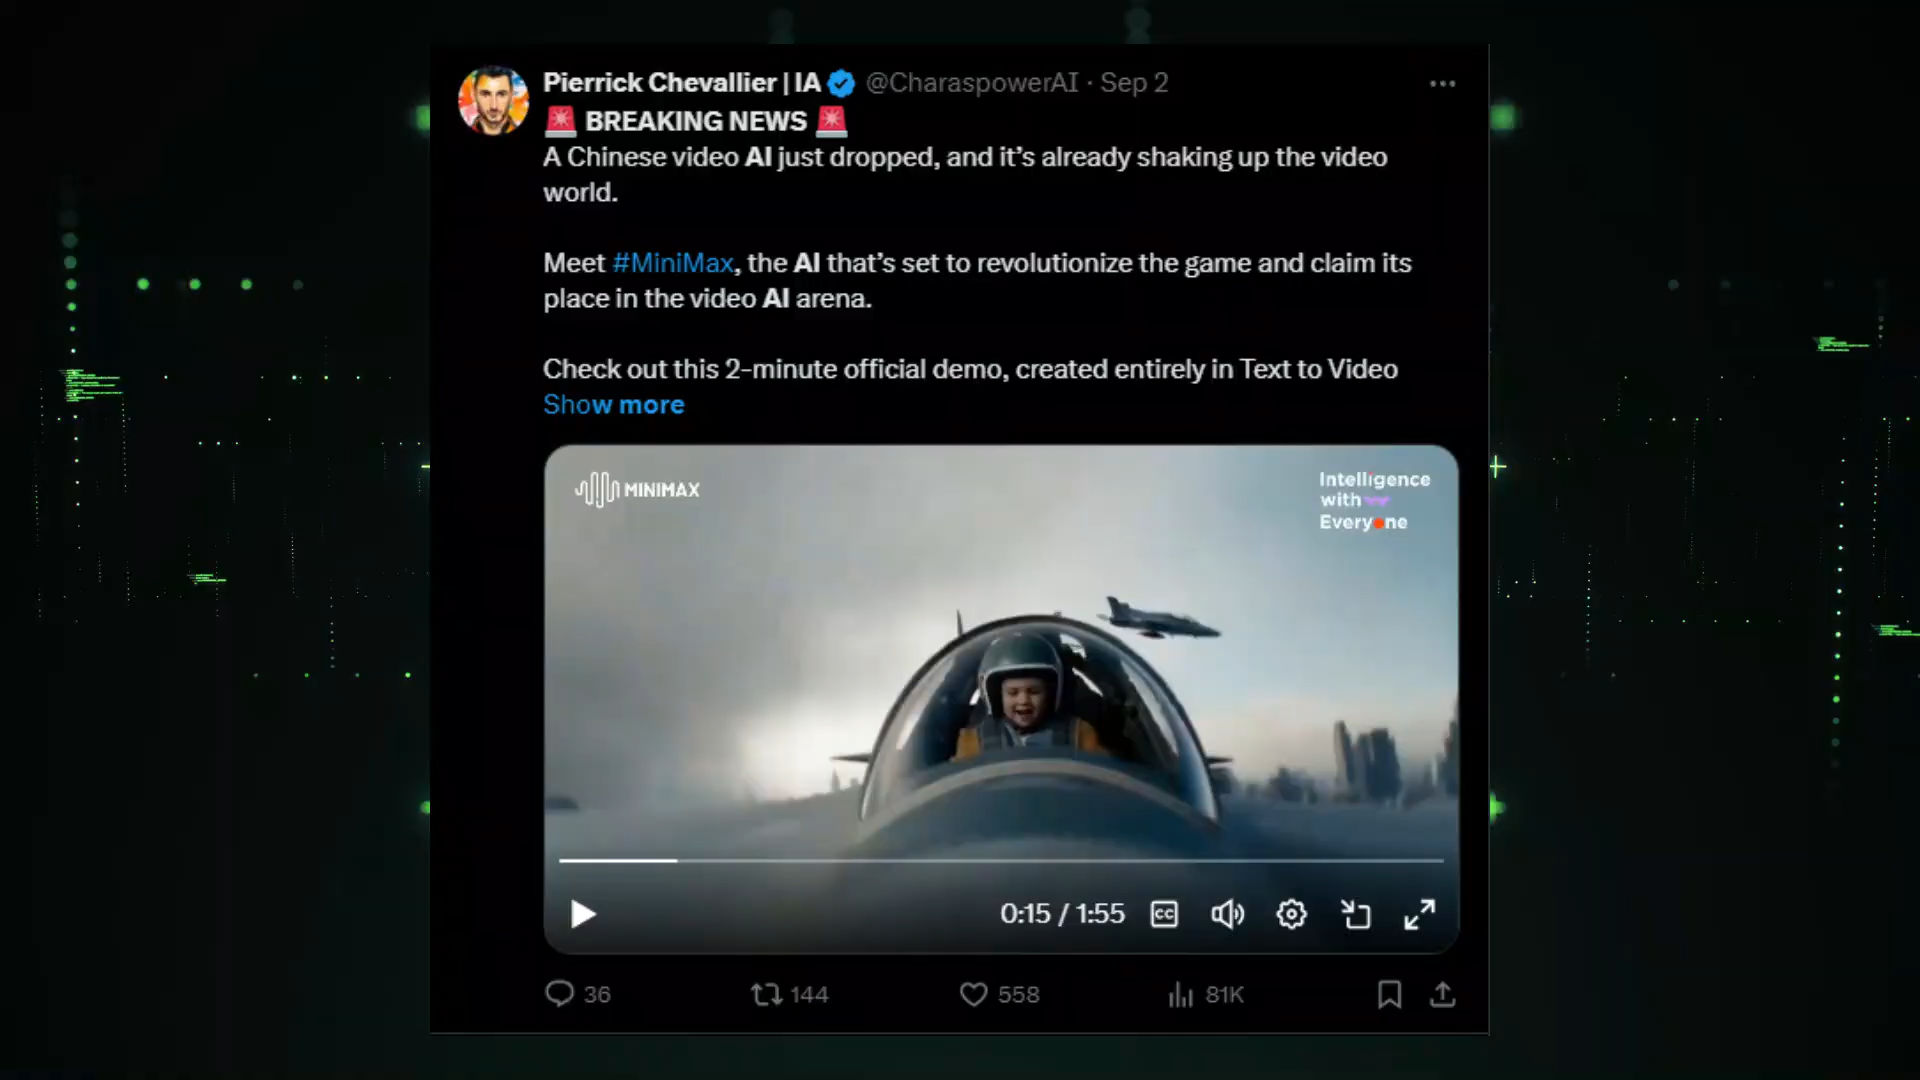 Pierrick Chevallier | IA @CharaspowerAI · Sep 2
🚨 BREAKING NEWS 🚨
A Chinese video AI just dropped, and it's already shaking up the video
world.
Meet #MiniMax, the AI that's set to revolutionize the game and claim its
place in the video AI arena.
Check out this 2-minute official demo, created entirely in Text to Video
Show more
MINIMAX
Intelligence
with
Everyone
0:15 / 1:55
CC
36
144
558
81K